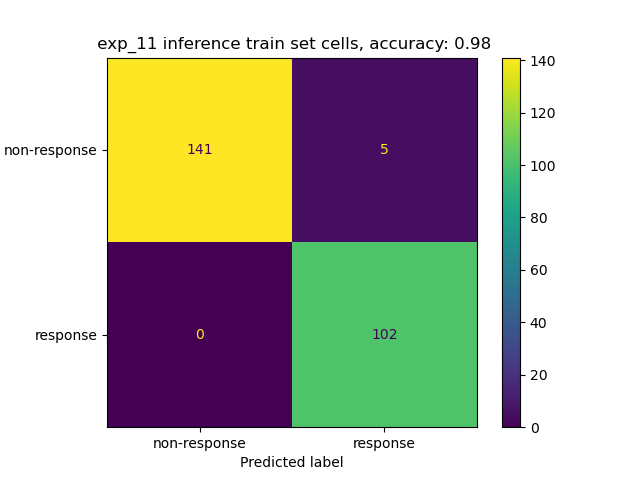 exp_11 inference train set cells, accuracy: 0.98
non-response 141 5
response 0 102
non-response response
Predicted label
140
120
100
80
60
40
20
0